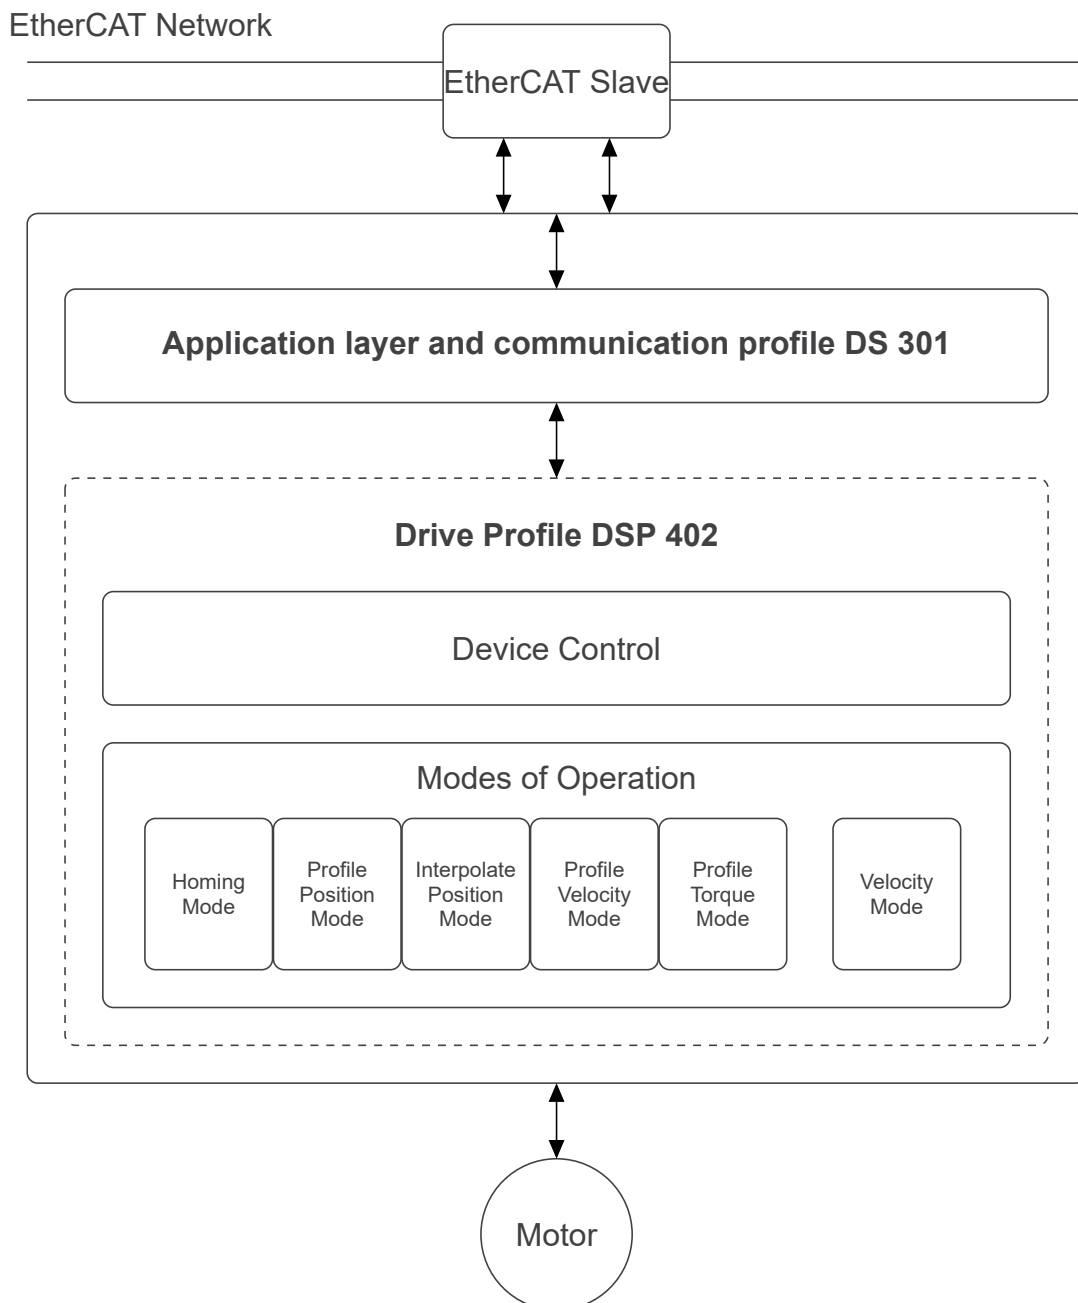 EtherCAT Network
EtherCAT Slave
Application layer and communication profile DS 301
Drive Profile DSP 402
Device Control
Modes of Operation
Homing
Mode
Profile
Position
Mode
Interpolate
Position
Mode
Profile
Velocity
Mode
Profile
Torque
Mode
Velocity
Mode
Motor